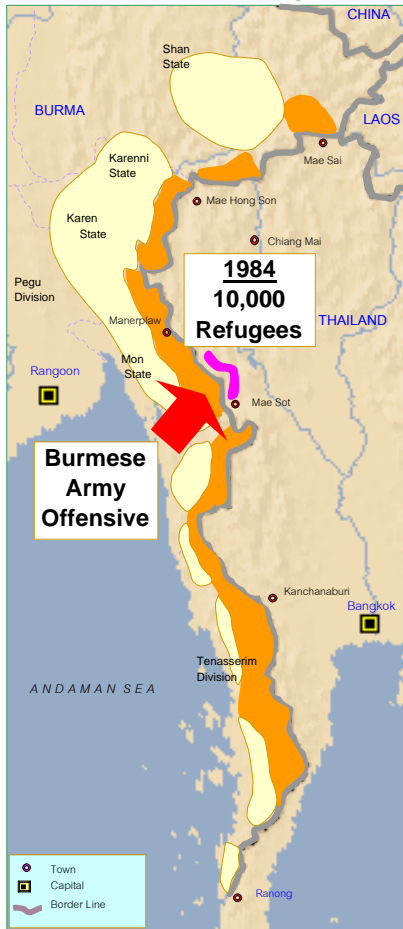 CHINA
Shan
State
BURMA
LAOS
Mae Sai
Karenni
State
Mae Hong Son
Karen
State
Chiang Mai
1984
10,000
Refugees
Pegu
Division
THAILAND
Manerplaw
Mon
State
Rangoon
Mae Sot
Burmese
Army
Offensive
Kanchanaburi
Bangkok
Tenasserim
Division
ANDAMAN SEA
Town
Capital
Border Line
Ranong